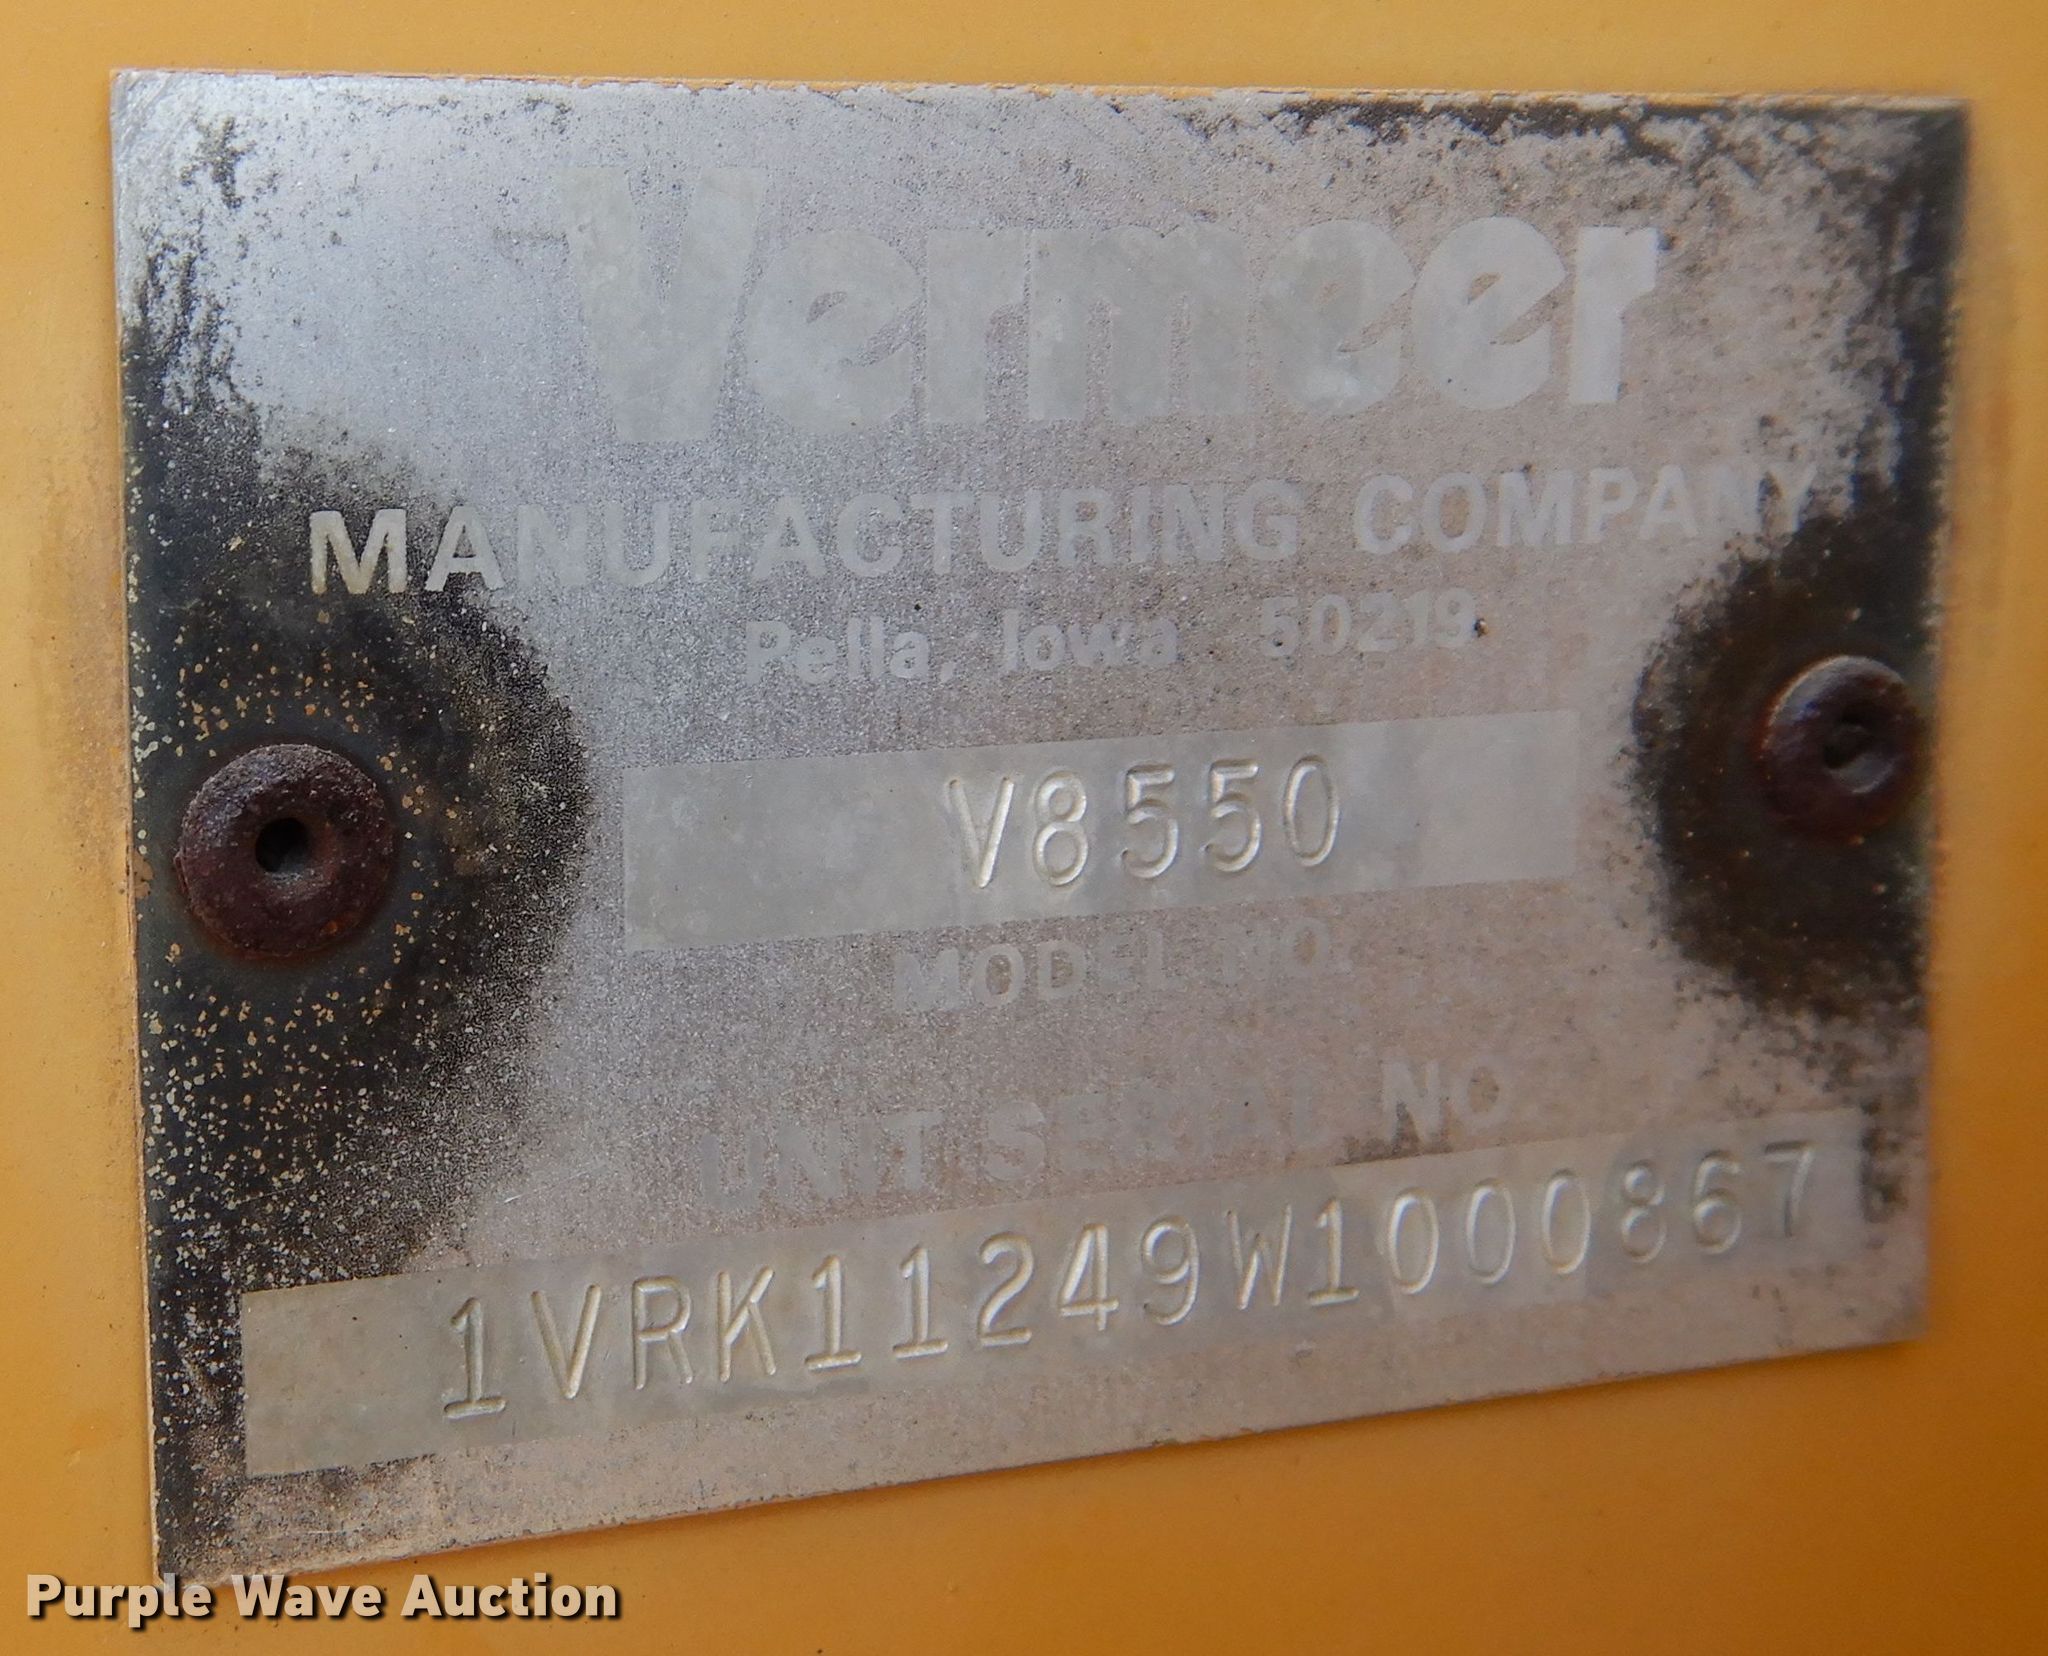 Vermeer
MANUFACTURING COMPANY
Pella, Iowa 50219
V8550
MODEL NO.
UNIT SERIAL NO.
1VRK11249W1000867
Purple Wave Auction